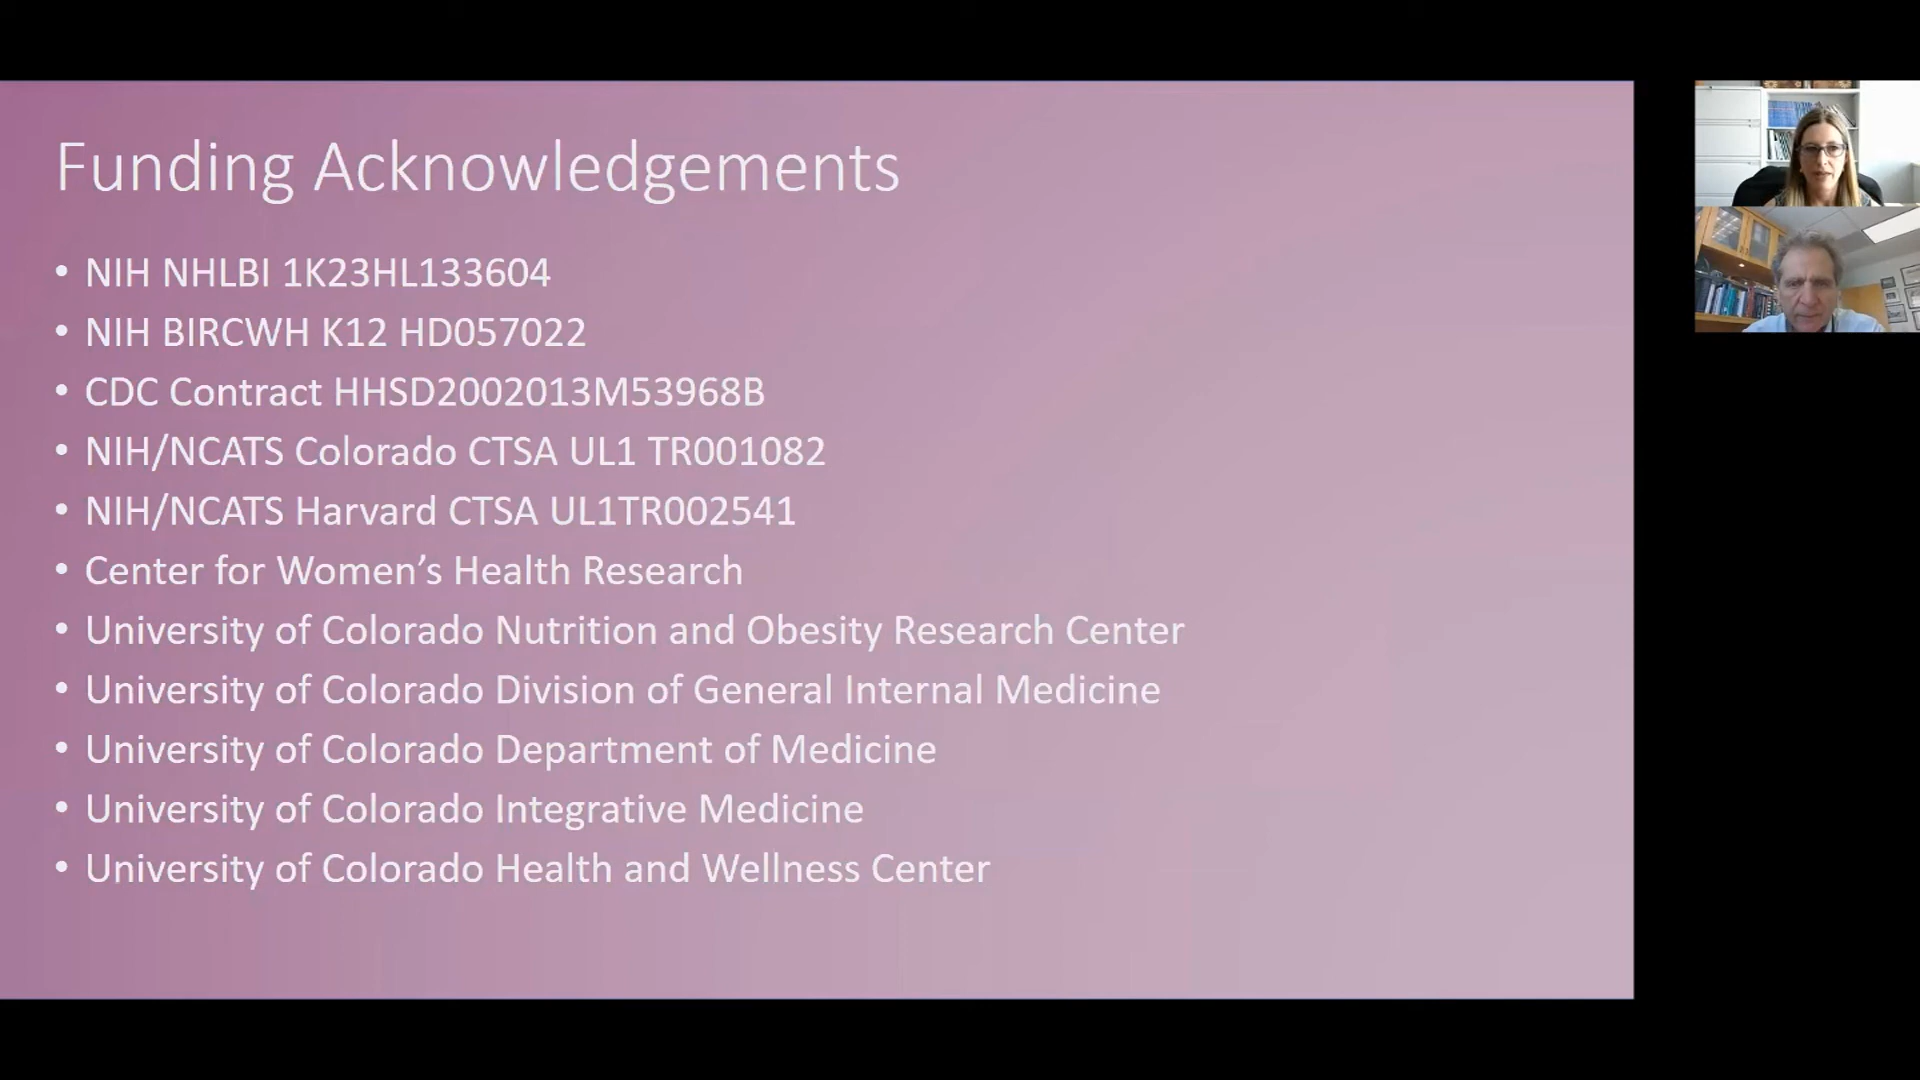 Funding Acknowledgements
• NIH NHLBI 1K23HL133604
• NIH BIRCWH K12 HD057022
• CDC Contract HHSD2002013M53968B
• NIH/NCATS Colorado CTSA UL1 TR001082
• NIH/NCATS Harvard CTSA UL1TR002541
• Center for Women’s Health Research
• University of Colorado Nutrition and Obesity Research Center
• University of Colorado Division of General Internal Medicine
• University of Colorado Department of Medicine
• University of Colorado Integrative Medicine
• University of Colorado Health and Wellness Center